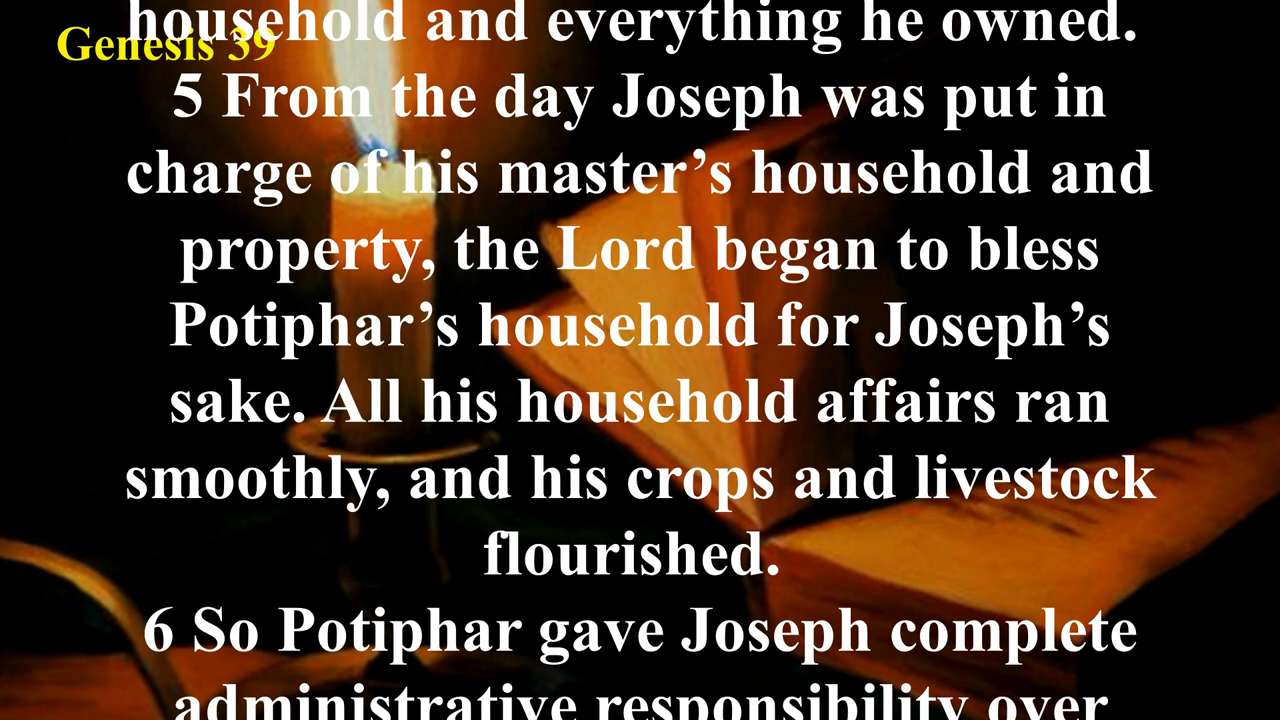 Genesis 39
household and everything he owned.
5 From the day Joseph was put in
charge of his master’s household and
property, the Lord began to bless
Potiphar’s household for Joseph’s
sake. All his household affairs ran
smoothly, and his crops and livestock
flourished.
6 So Potiphar gave Joseph complete
administrative responsibility over